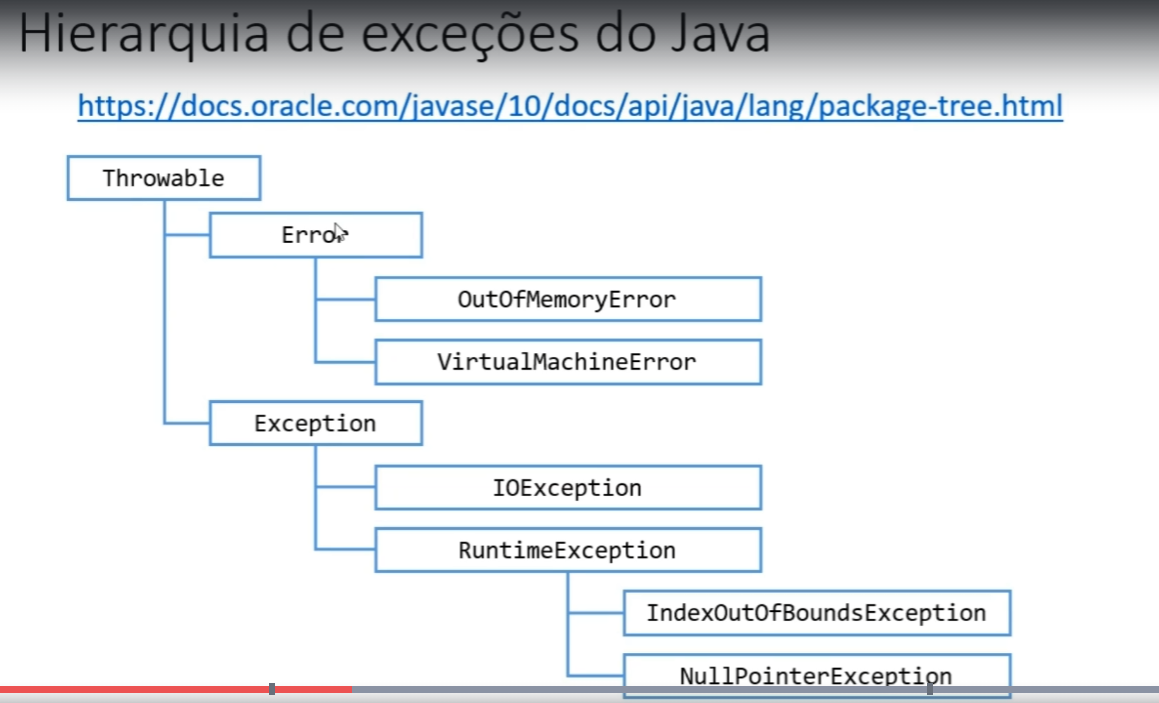 Hierarquia de exceções do Java
https://docs.oracle.com/javase/10/docs/api/java/lang/package-tree.html
Throwable
Error
OutOfMemoryError
VirtualMachineError
Exception
IOException
RuntimeException
IndexOutOfBoundsException
NullPointerException